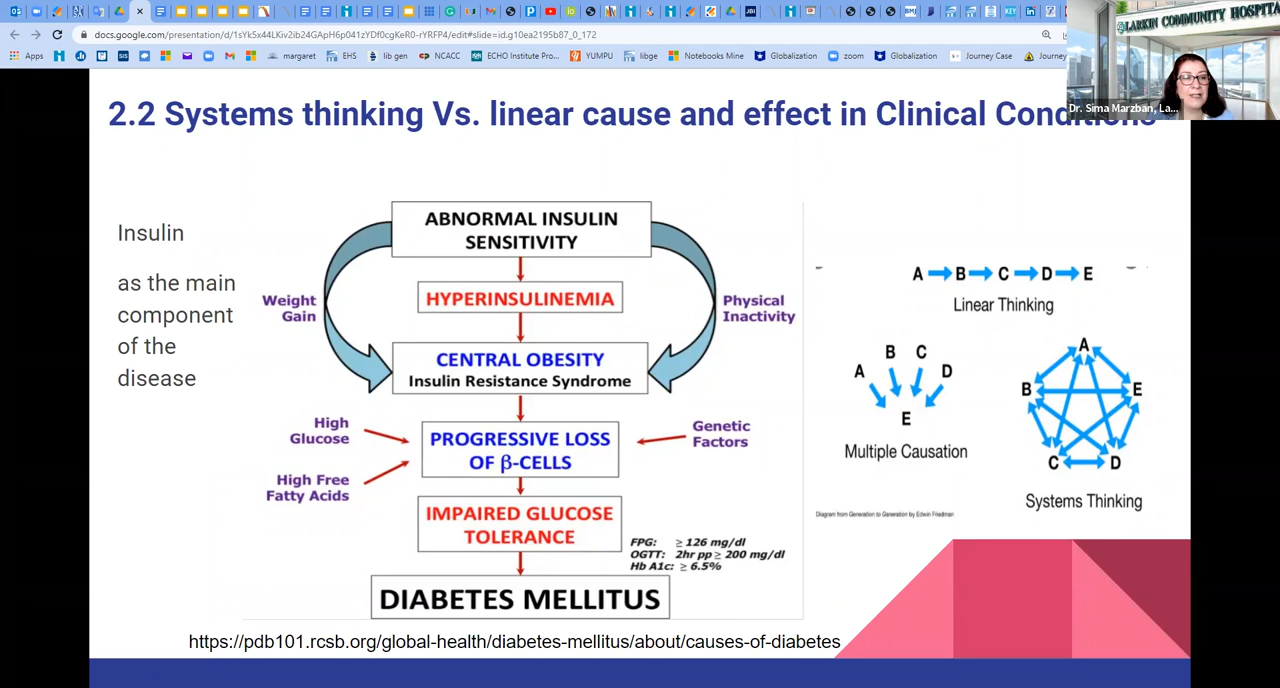 docs.google.com/presentation/d/1sYk5x44LKiv2ib24GApH6p041zYDf0cgKeR0-
edit#slide=id.g10ea2195b87_0_172
LARKIN COMMUNITY HOSPITA
Apps
margaret
EHS
lib gen
NCACC
ECHO Institute Pro...
YUMPU
libge
Notebooks Mine
Globalization
zoom
Globalization
Journey Case
Journey
Dr. Sima Marzban, La...
2.2 Systems thinking Vs. linear cause and effect in Clinical Conditions
Insulin
as the main
component
of the
disease
ABNORMAL INSULIN
SENSITIVITY
Weight
Gain
HYPERINSULINEMIA
Physical
Inactivity
CENTRAL OBESITY
Insulin Resistance Syndrome
High
Glucose
High Free
Fatty Acids
PROGRESSIVE LOSS
OF β-CELLS
Genetic
Factors
IMPAIRED GLUCOSE
TOLERANCE
FPG: ≥ 126 mg/dl
OGTT: 2hr pp ≥ 200 mg/dl
Hb A1c: ≥ 6.5%
DIABETES MELLITUS
A B C D E
Linear Thinking
A B C D
E
Multiple Causation
A
B E
C D
Systems Thinking
Diagram from Generation to Generation by Edwin Friedman
https://pdb101.rcsb.org/global-health/diabetes-mellitus/about/causes-of-diabetes